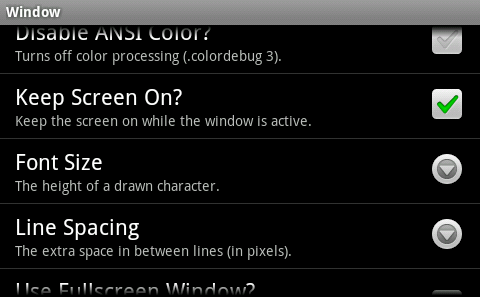 Window
Disable ANSI Color?
Turns off color processing (.colordebug 3).
Keep Screen On?
Keep the screen on while the window is active.
Font Size
The height of a drawn character.
Line Spacing
The extra space in between lines (in pixels).
Use Fullscreen Window?